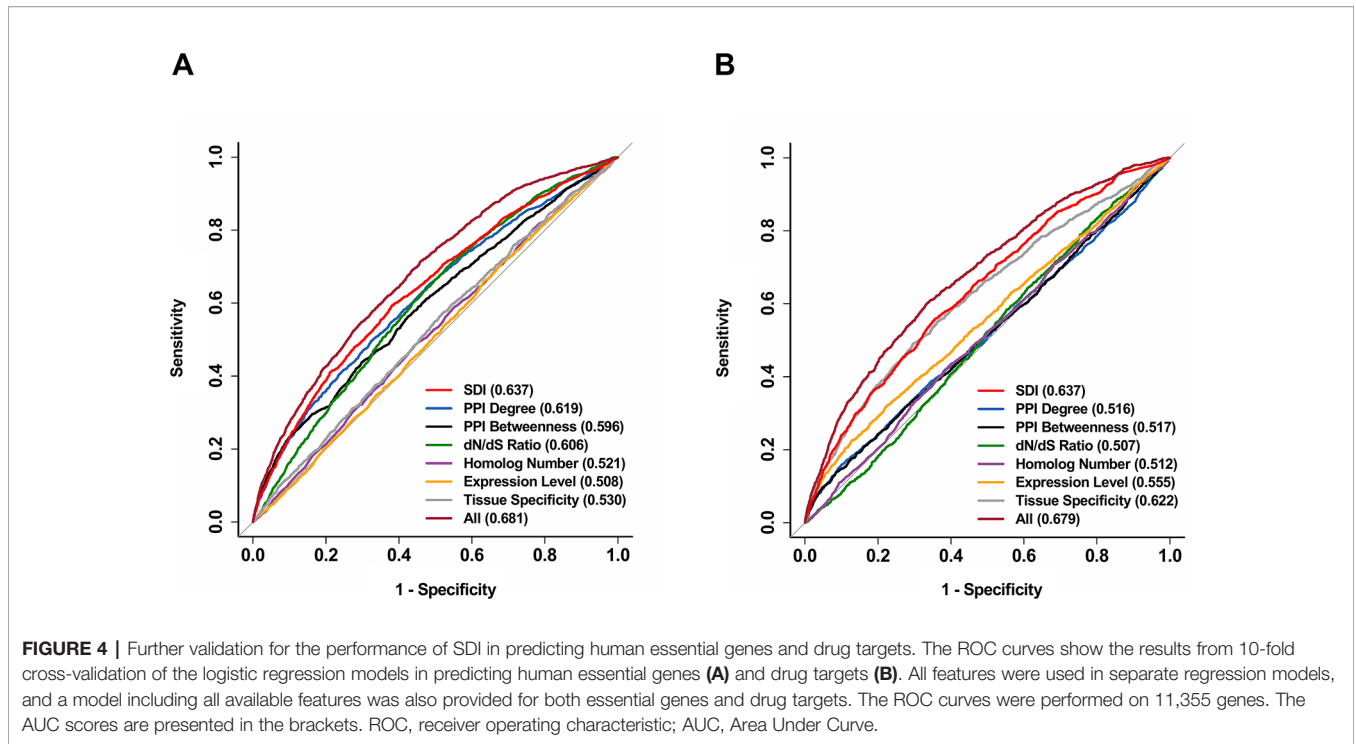 A
B
1.0
0.8
0.6
0.4
0.2
0.0
Sensitivity
SDI (0.637)
PPI Degree (0.619)
PPI Betweenness (0.596)
dN/dS Ratio (0.606)
Homolog Number (0.521)
Expression Level (0.508)
Tissue Specificity (0.530)
All (0.681)
0.0 0.2 0.4 0.6 0.8 1.0
1 - Specificity
1.0
0.8
0.6
0.4
0.2
0.0
Sensitivity
SDI (0.637)
PPI Degree (0.516)
PPI Betweenness (0.517)
dN/dS Ratio (0.507)
Homolog Number (0.512)
Expression Level (0.555)
Tissue Specificity (0.622)
All (0.679)
0.0 0.2 0.4 0.6 0.8 1.0
1 - Specificity
FIGURE 4 | Further validation for the performance of SDI in predicting human essential genes and drug targets. The ROC curves show the results from 10-fold
cross-validation of the logistic regression models in predicting human essential genes (A) and drug targets (B). All features were used in separate regression models,
and a model including all available features was also provided for both essential genes and drug targets. The ROC curves were performed on 11,355 genes. The
AUC scores are presented in the brackets. ROC, receiver operating characteristic; AUC, Area Under Curve.